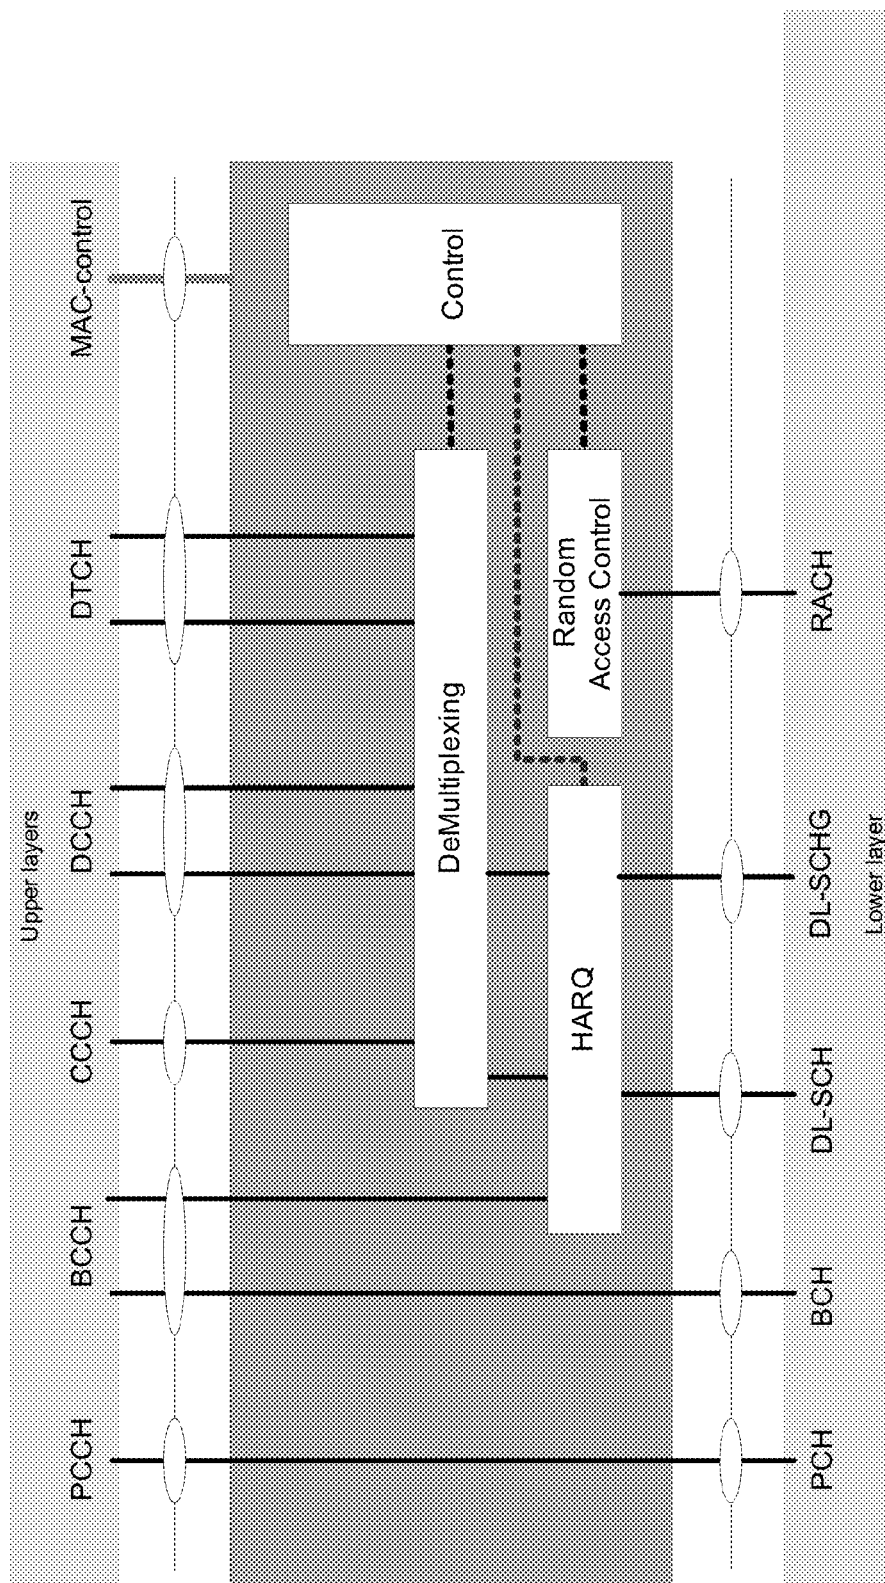 Upper layers
PCCH
BCCH
CCCH
DCCH
DTCH
MAC-control
DeMultiplexing
Control
HARQ
Random
Access Control
PCH
BCH
DL-SCH
DL-SCHG
RACH
Lower layer